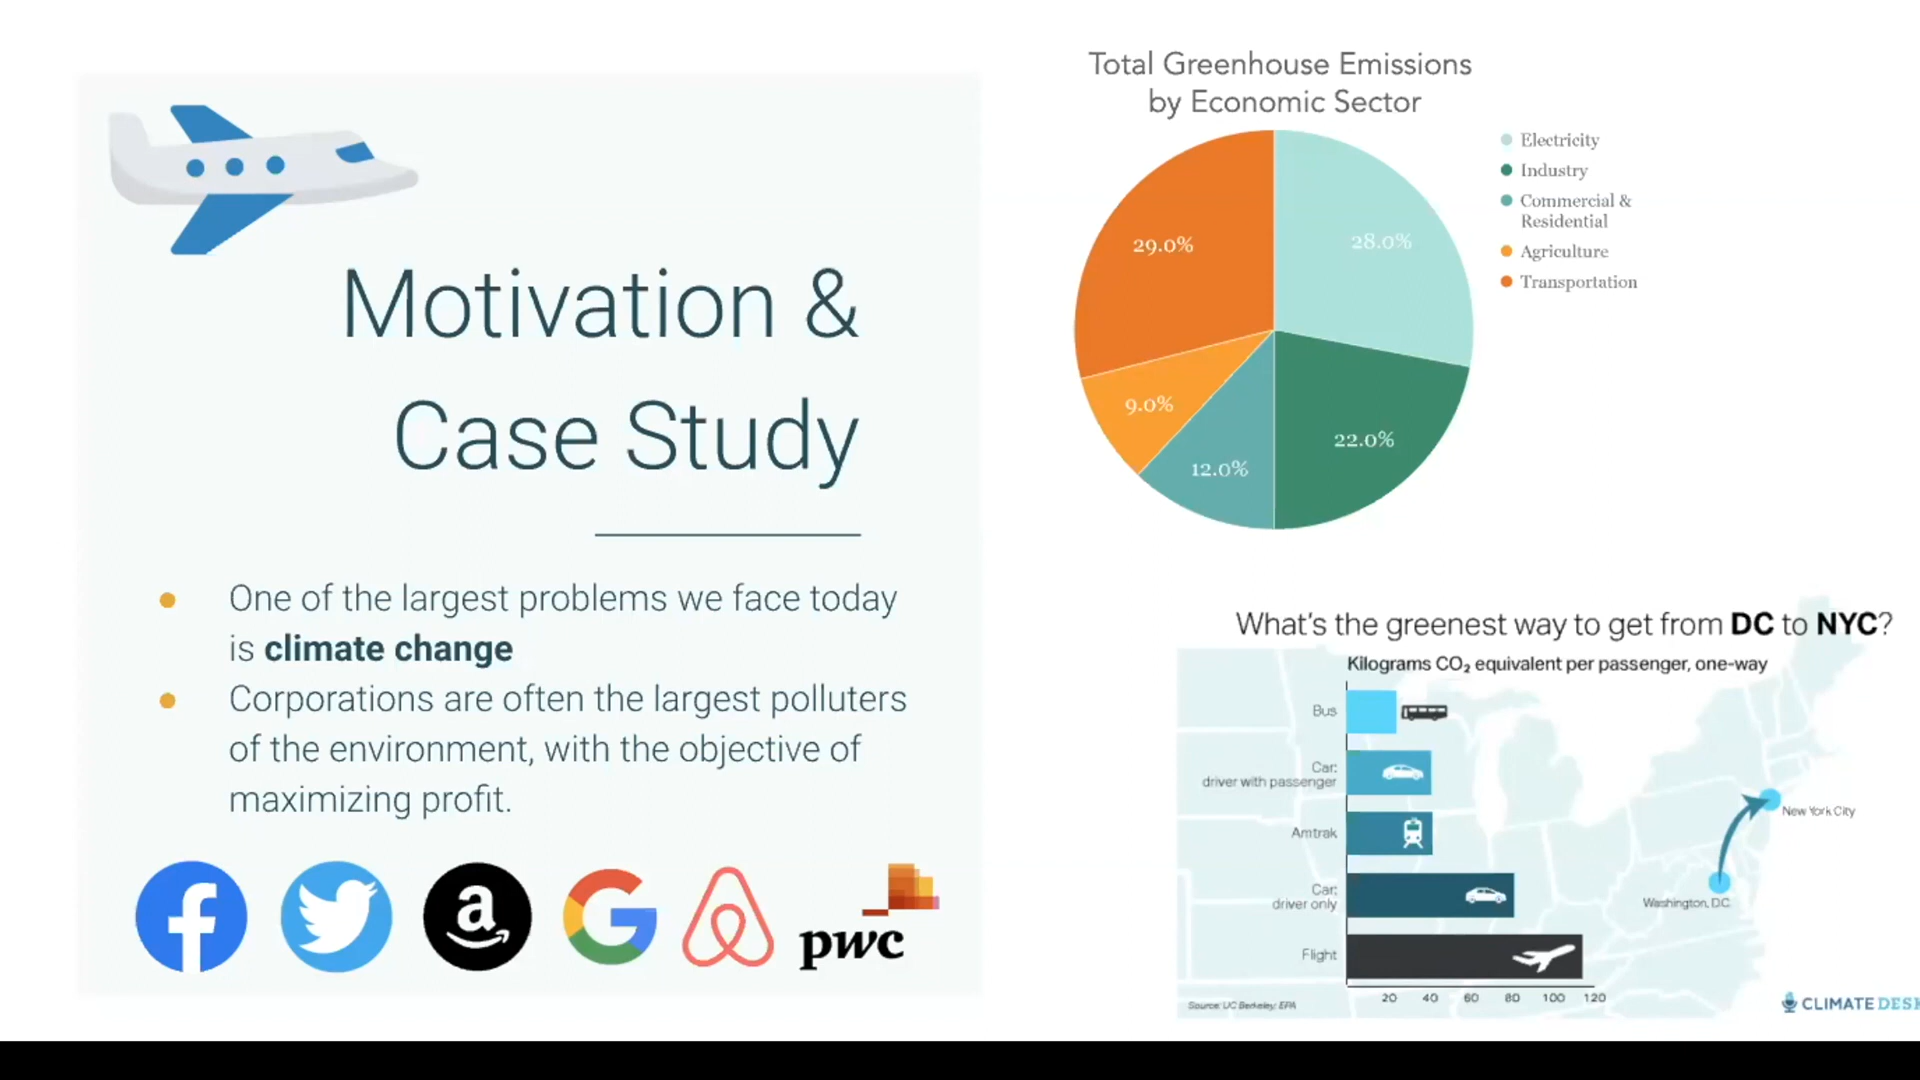 Motivation &
Case Study
One of the largest problems we face today
is climate change
Corporations are often the largest polluters
of the environment, with the objective of
maximizing profit.
f
a
G
pwc
Total Greenhouse Emissions
by Economic Sector
29.0%
28.0%
9.0%
12.0%
22.0%
Electricity
Industry
Commercial &
Residential
Agriculture
Transportation
What's the greenest way to get from DC to NYC?
Kilograms CO₂ equivalent per passenger, one-way
Bus
Car:
driver with passenger
Amtrak
Car:
driver only
Flight
20 40 60 80 100 120
New York City
Washington, D.C.
Source: UC Berkeley; EPA
CLIMATE DESK